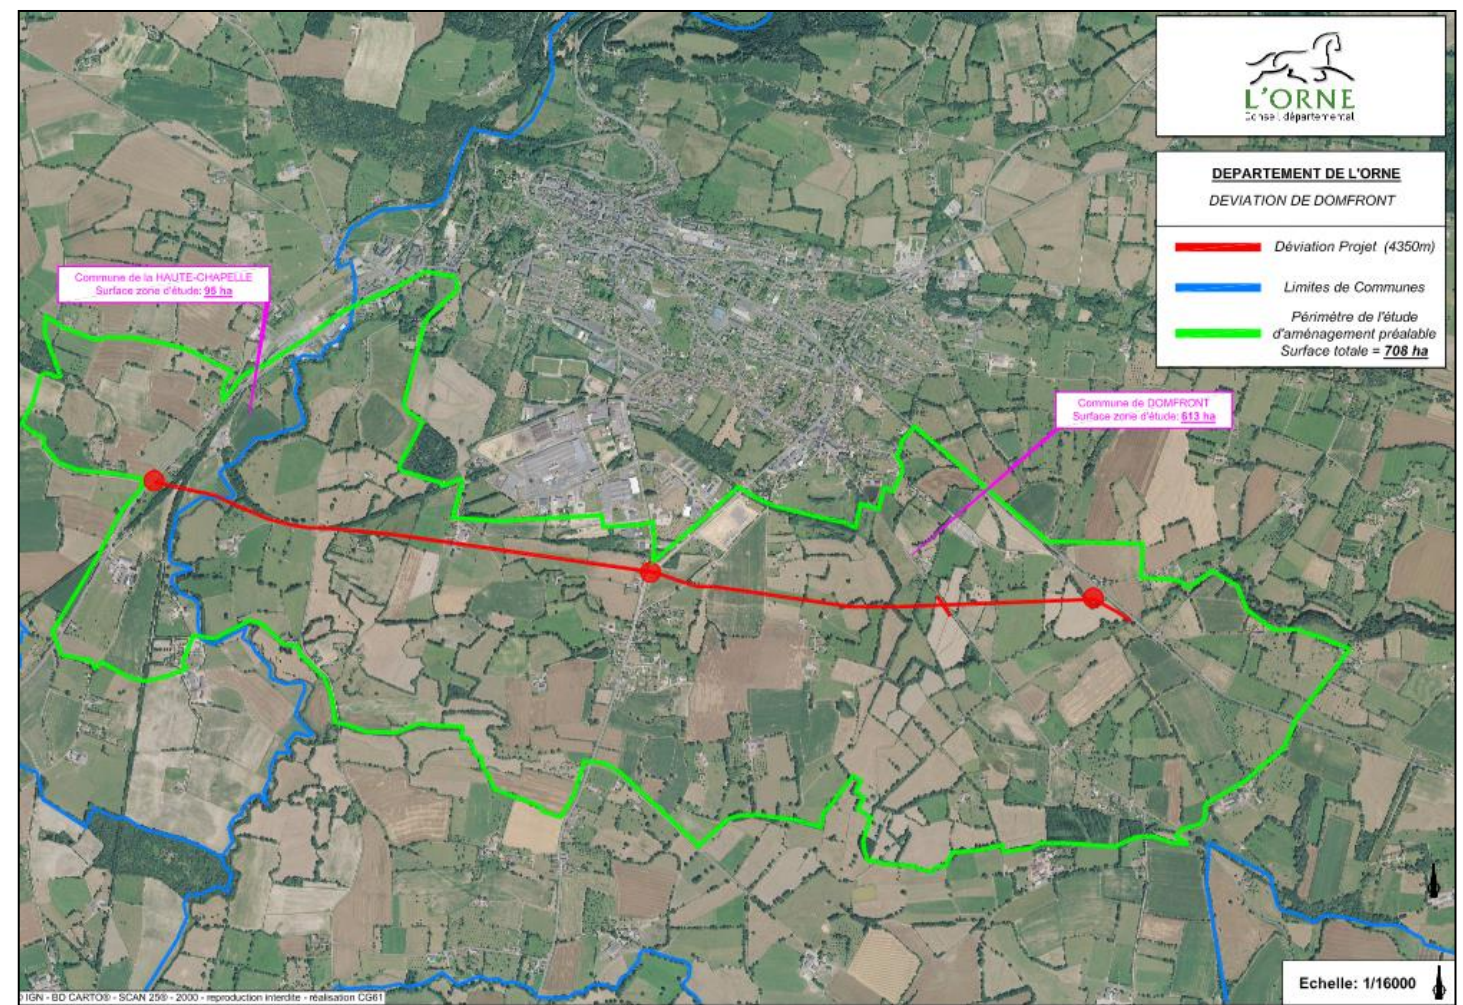 L'ORNE
Conseil départemental
DEPARTEMENT DE L'ORNE
DEVIATION DE DOMFRONT
Déviation Projet (4350m)
Limites de Communes
Périmètre de l'étude
d'aménagement préalable
Surface totale = 708 ha
Commune de la HAUTE-CHAPELLE
Surface zone d'étude: 95 ha
Commune de DOMFRONT
Surface zone d'étude: 613 ha
Echelle: 1/16000
IGN - BD CARTO® - SCAN 25® - 2000 - reproduction interdite - réalisation CG61